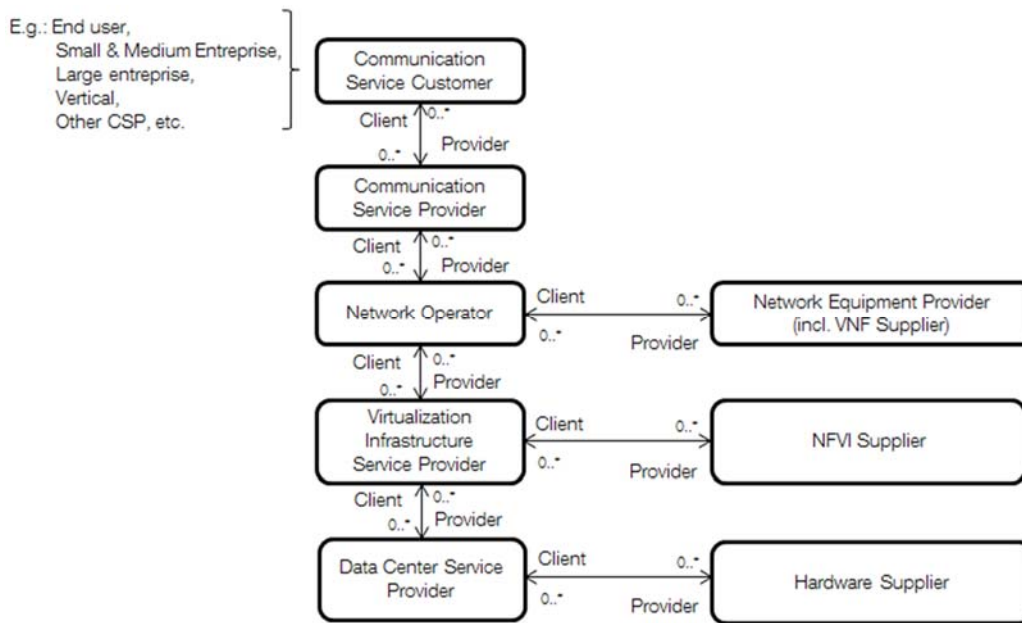 E.g.: End user,
Small & Medium Entreprise,
Large entreprise,
Vertical,
Other CSP, etc.
Communication
Service Customer
Client
0..*
0..*
Provider
Communication
Service Provider
Client
0..*
0..*
Provider
Network Operator
Client
0..*
0..*
Provider
Network Equipment Provider
(incl. VNF Supplier)
Client
0..*
0..*
Provider
Virtualization
Infrastructure
Service Provider
Client
0..*
0..*
Provider
NFVI Supplier
Client
0..*
0..*
Provider
Data Center Service
Provider
Client
0..*
0..*
Provider
Hardware Supplier